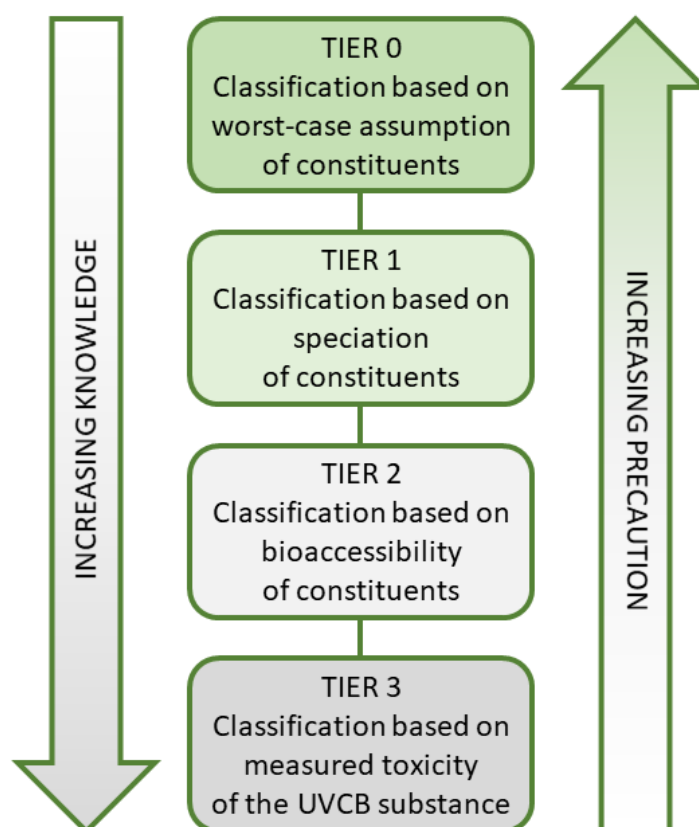 TIER 0
Classification based on
worst-case assumption
of constituents
TIER 1
Classification based on
speciation
of constituents
TIER 2
Classification based on
bioaccessibility
of constituents
TIER 3
Classification based on
measured toxicity
of the UVCB substance
INCREASING KNOWLEDGE
INCREASING PRECAUTION